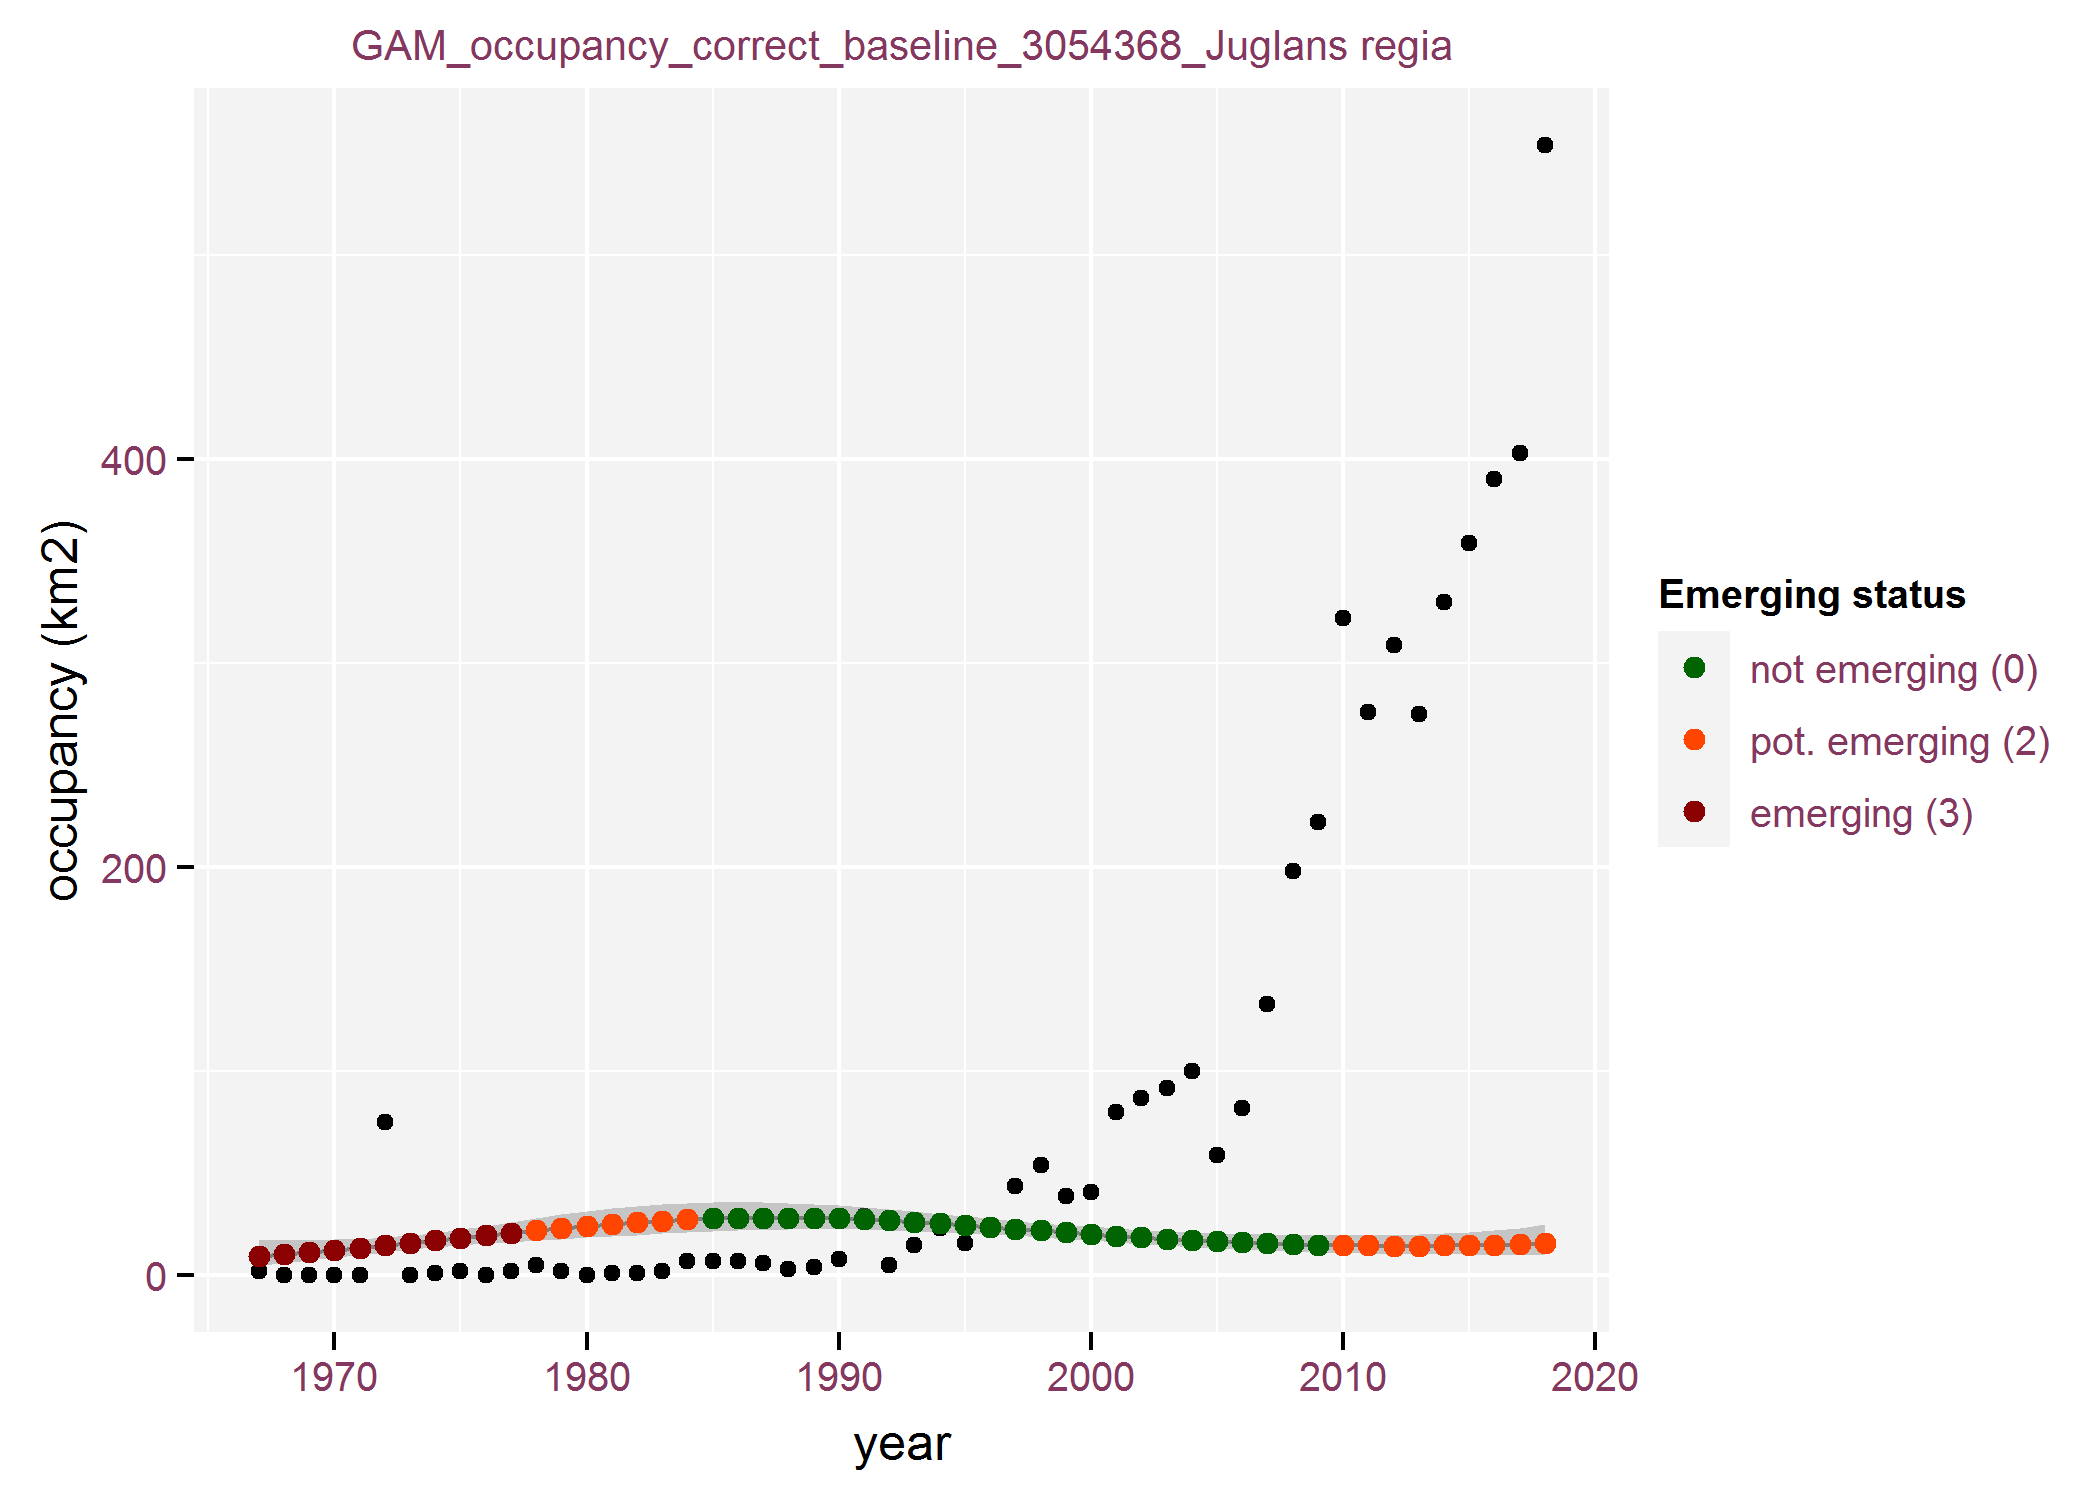 GAM_occupancy_correct_baseline_3054368_Juglans regia
occupancy (km2)
400
200
0
1970 1980 1990 2000 2010 2020
year
Emerging status
not emerging (0)
pot. emerging (2)
emerging (3)